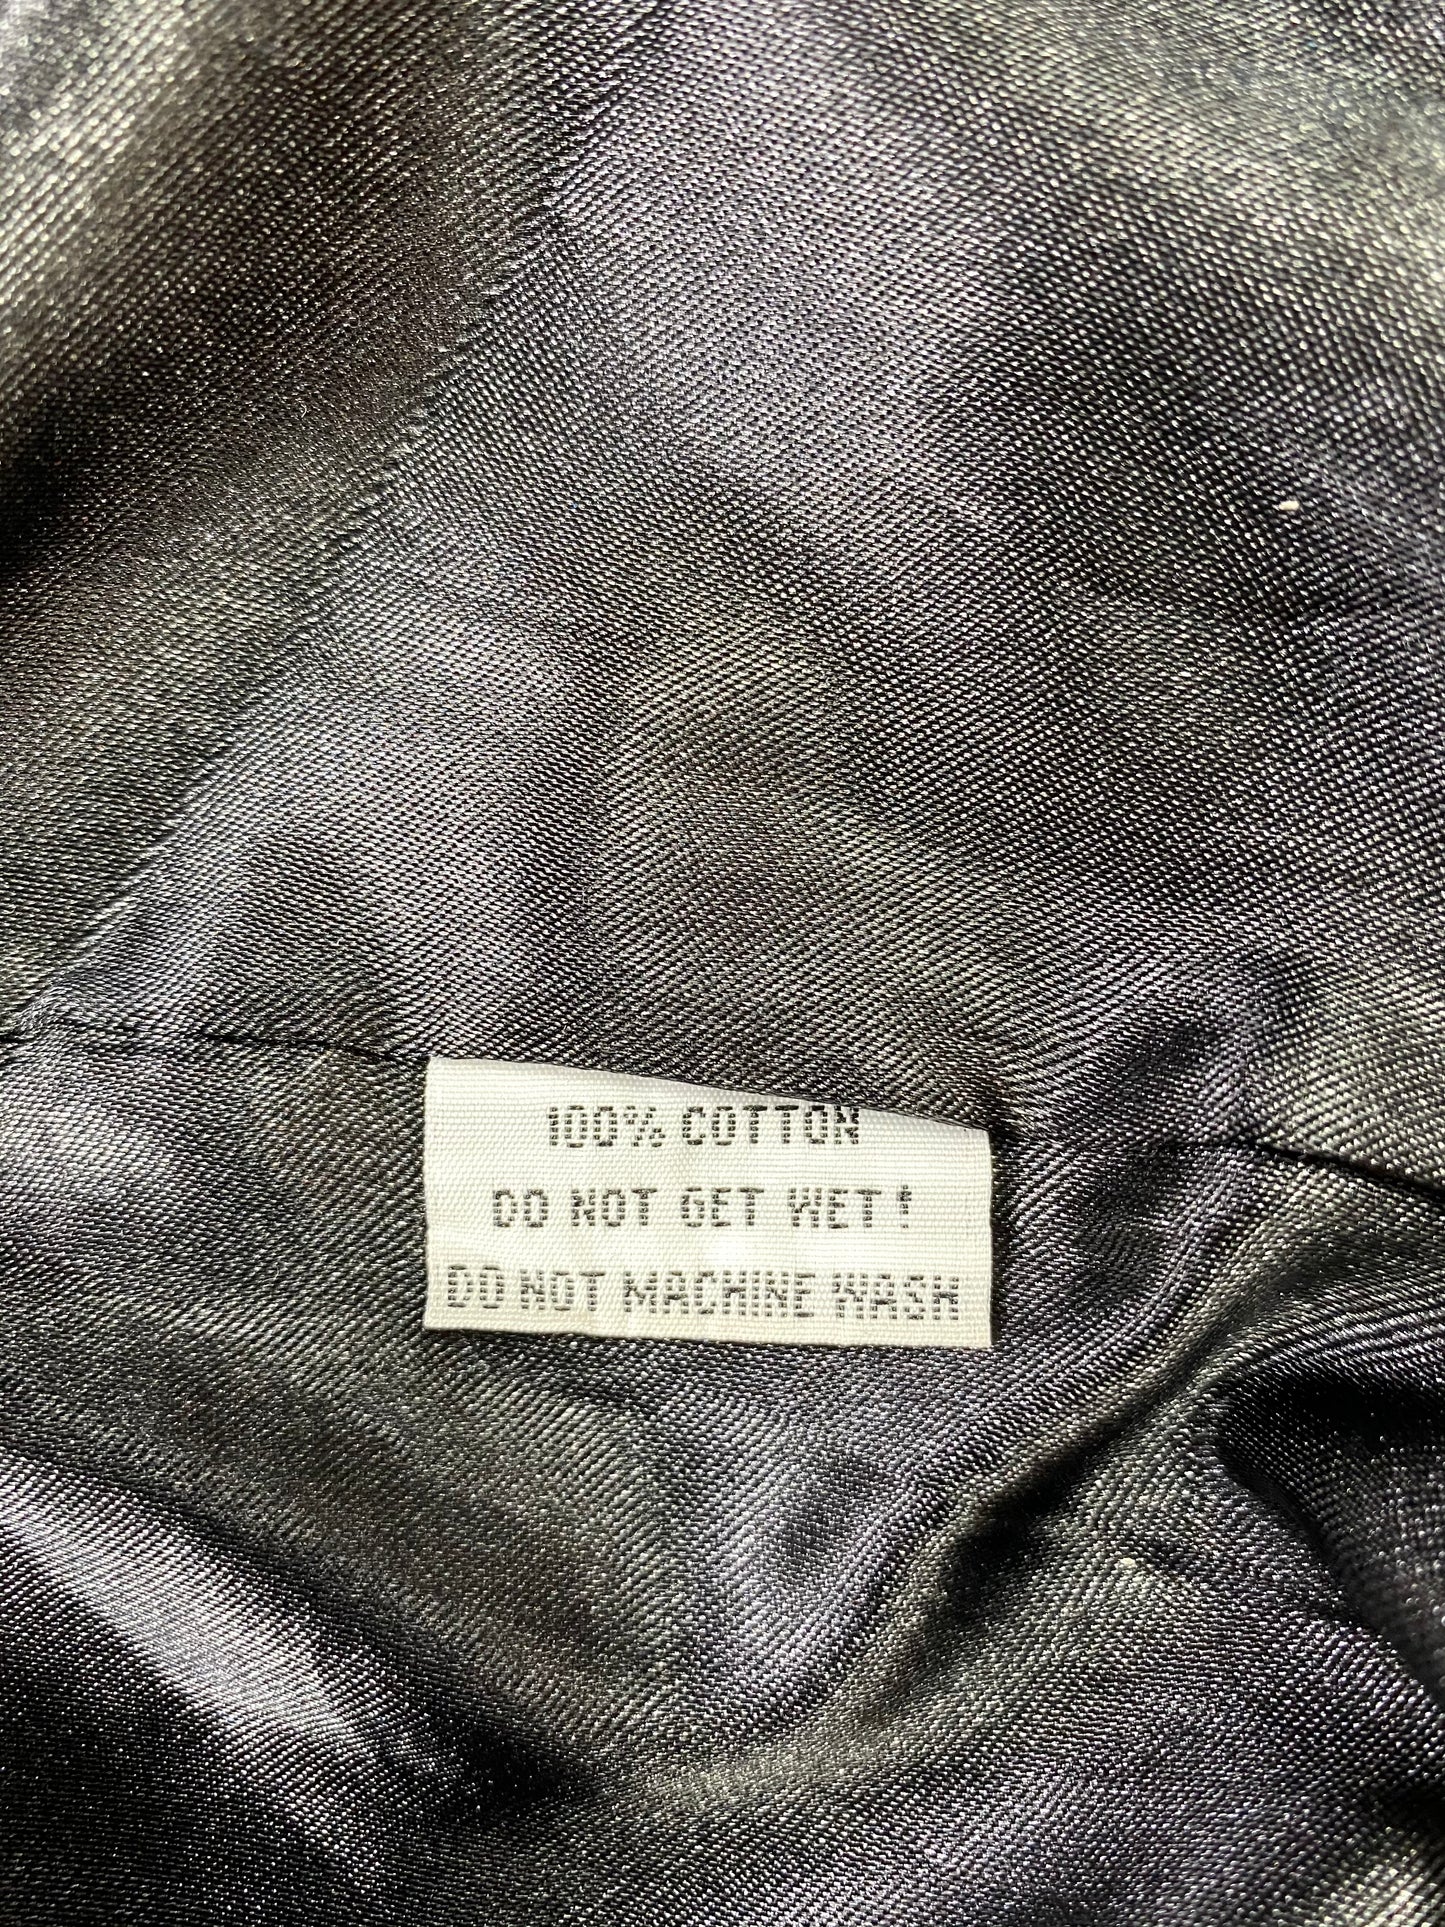 100% COTTON
DO NOT GET WET!
DO NOT MACHINE WASH